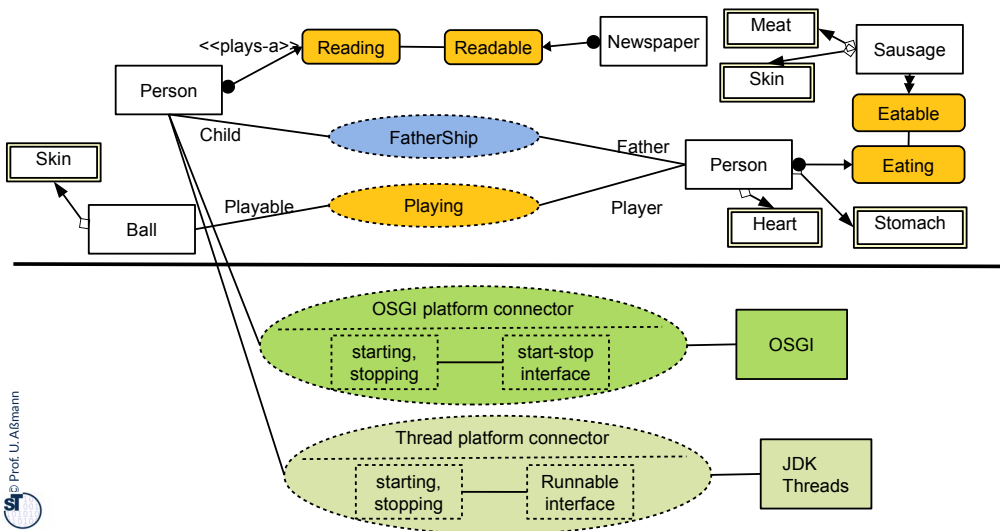 Meat
<<plays-a>>
Reading
Readable
Newspaper
Sausage
Skin
Person
Eatable
Child
FatherShip
Father
Skin
Person
Eating
Playable
Playing
Player
Ball
Heart
Stomach
OSGI platform connector
starting,
stopping
start-stop
interface
OSGI
Thread platform connector
starting,
stopping
Runnable
interface
JDK
Threads
© Prof. U. Aßmann
ST